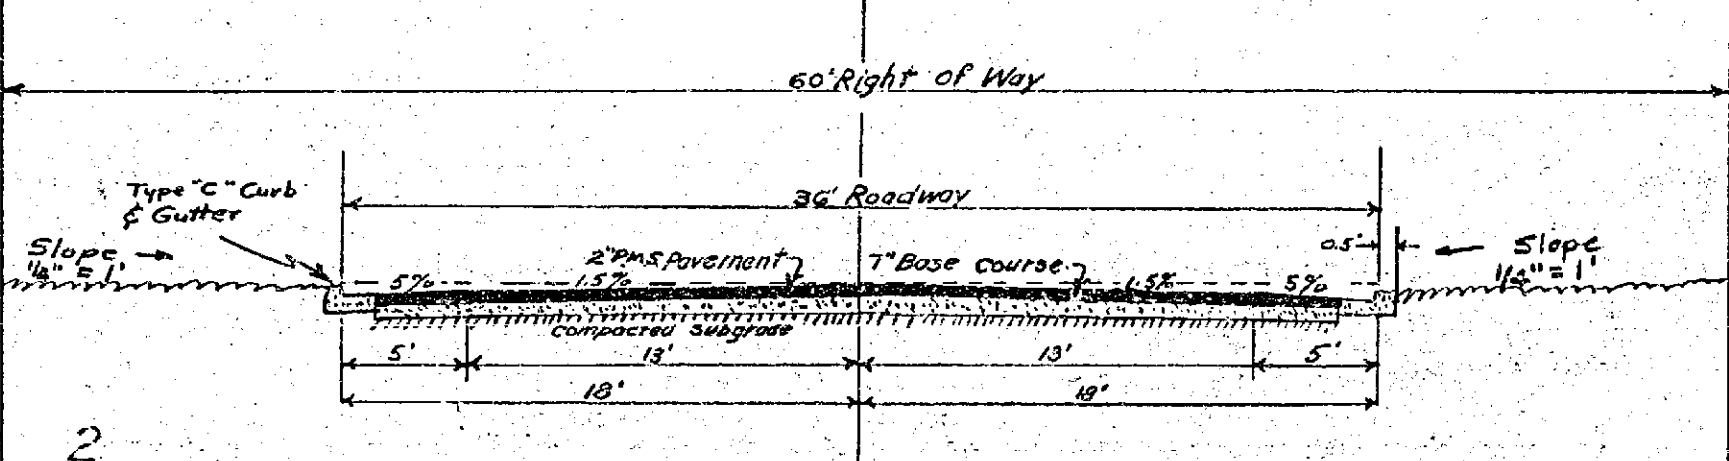 60' Right of Way
Type "C" Curb
& Gutter
36' Roadway
0.5'
Slope
1/4" = 1'
Slope
1/4" = 1'
2" P.M.S. Pavement
7" Base Course
5%
1.5%
1.5%
5%
Compacted Subgrade
5'
13'
13'
5'
18'
18'
2